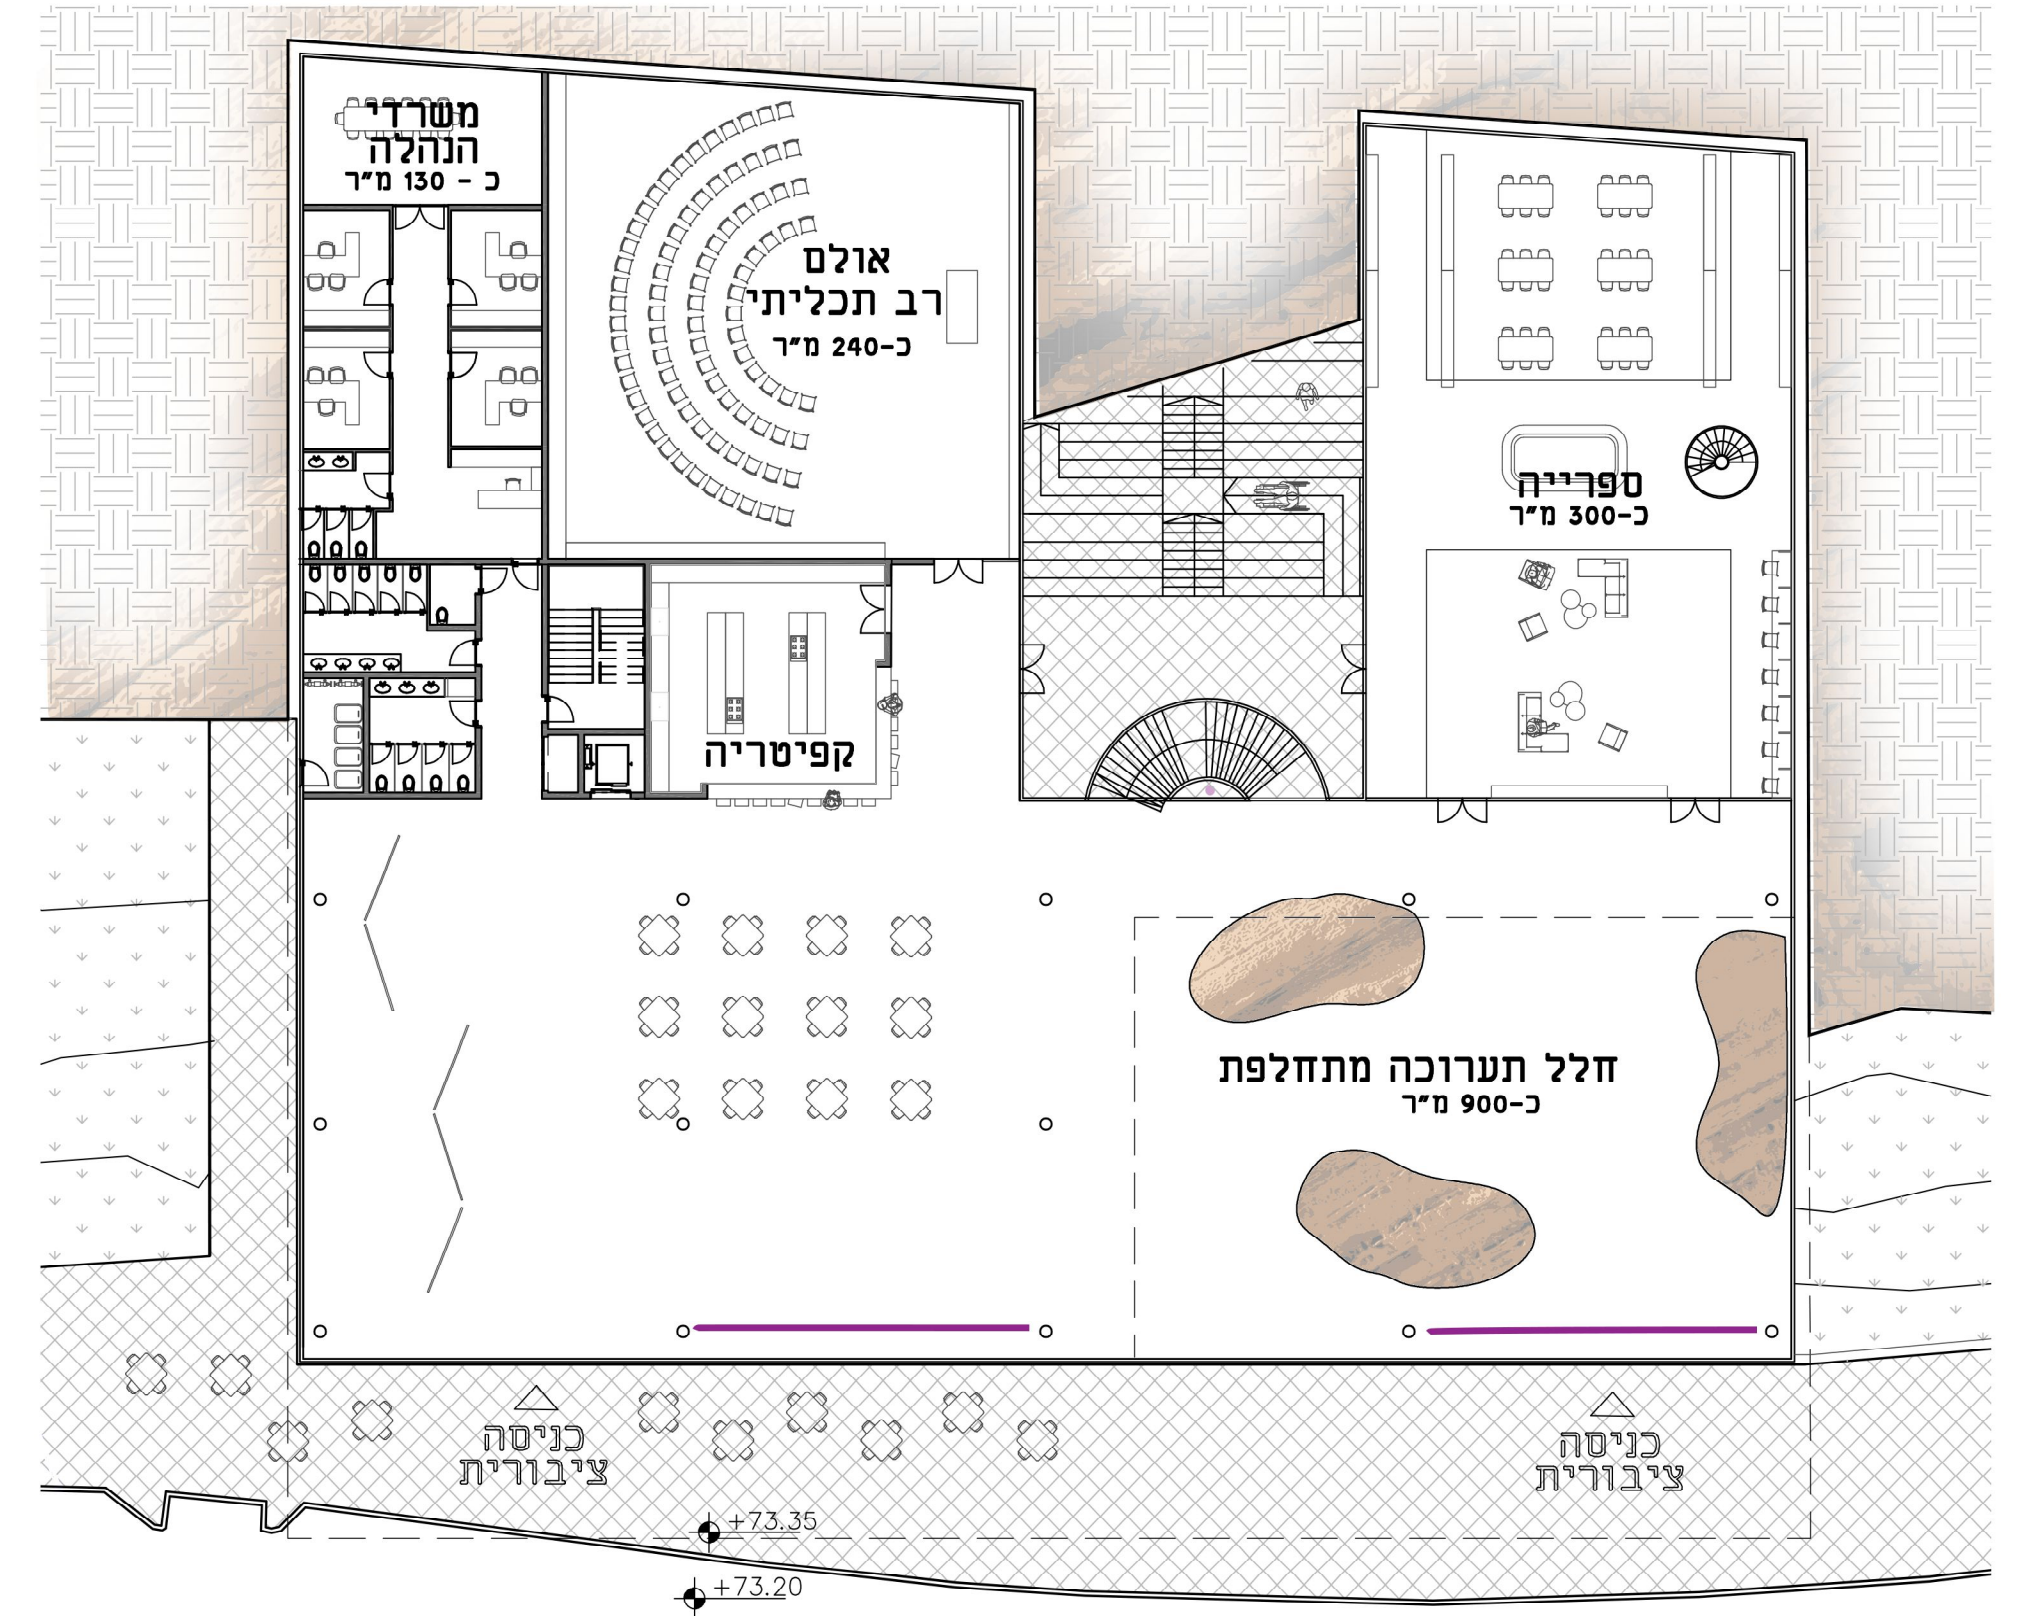 משרדי
הנהלה
כ - 130 מ"ר
אולם
רב תכליתי
כ-240 מ"ר
ספרייה
כ-300 מ"ר
קפיטריה
חלל תערוכה מתחלפת
כ-900 מ"ר
כניסה
ציבורית
כניסה
ציבורית
+73.35
+73.20